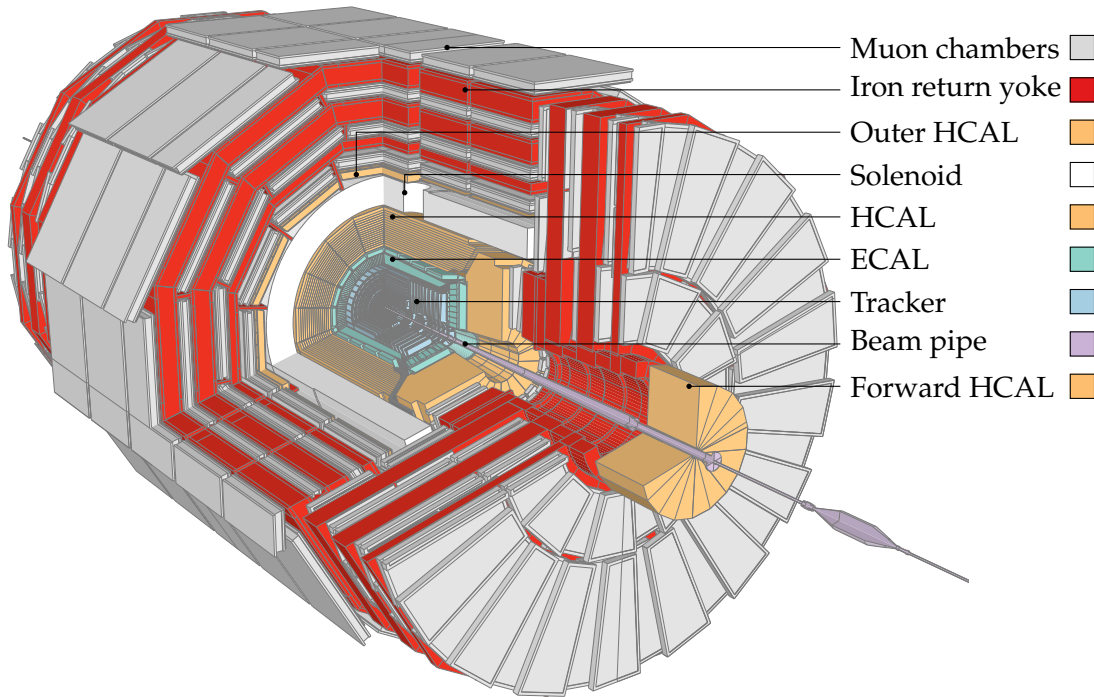 Muon chambers
Iron return yoke
Outer HCAL
Solenoid
HCAL
ECAL
Tracker
Beam pipe
Forward HCAL